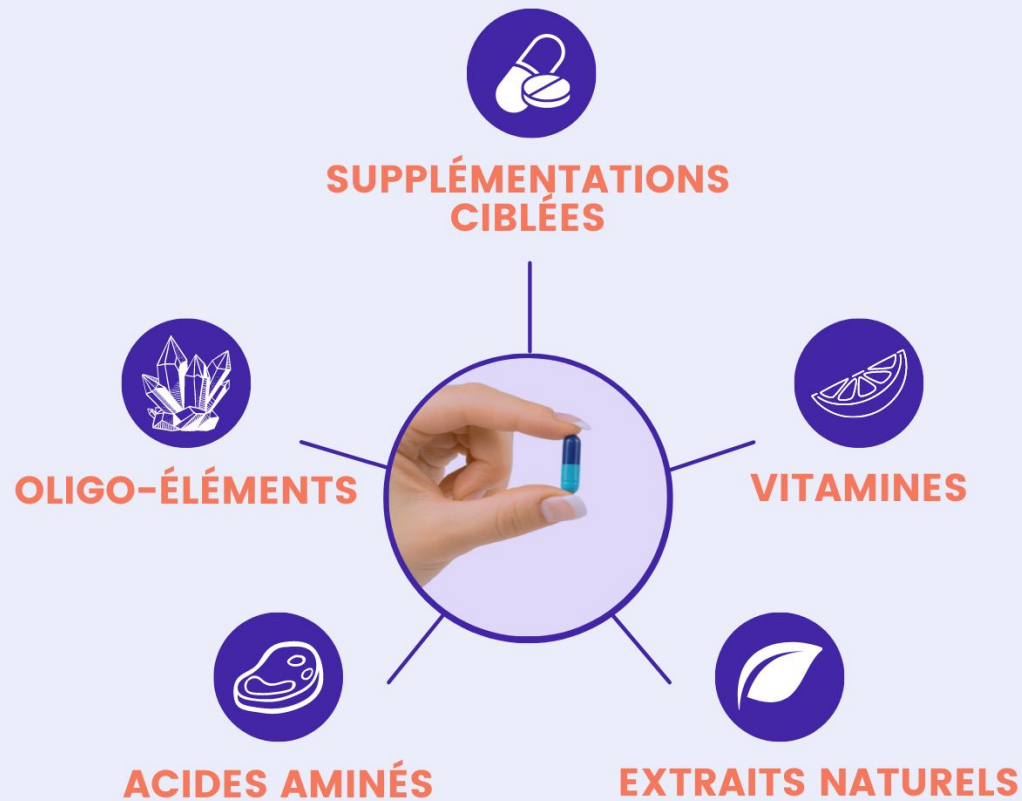 SUPPLÉMENTATIONS
CIBLÉES
OLIGO-ÉLÉMENTS
VITAMINES
ACIDES AMINÉS
EXTRAITS NATURELS